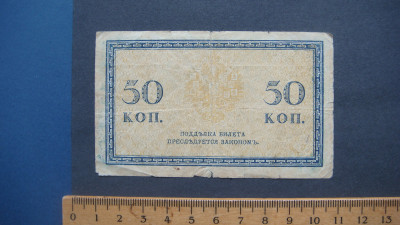 50 50
КОП. КОП.
ПОДДѢЛКА БИЛЕТА
ПРЕСЛѢДУЕТСЯ ЗАКОНОМЪ.
0 1 2 3 4 5 6 7 8 9 10 11 12 13